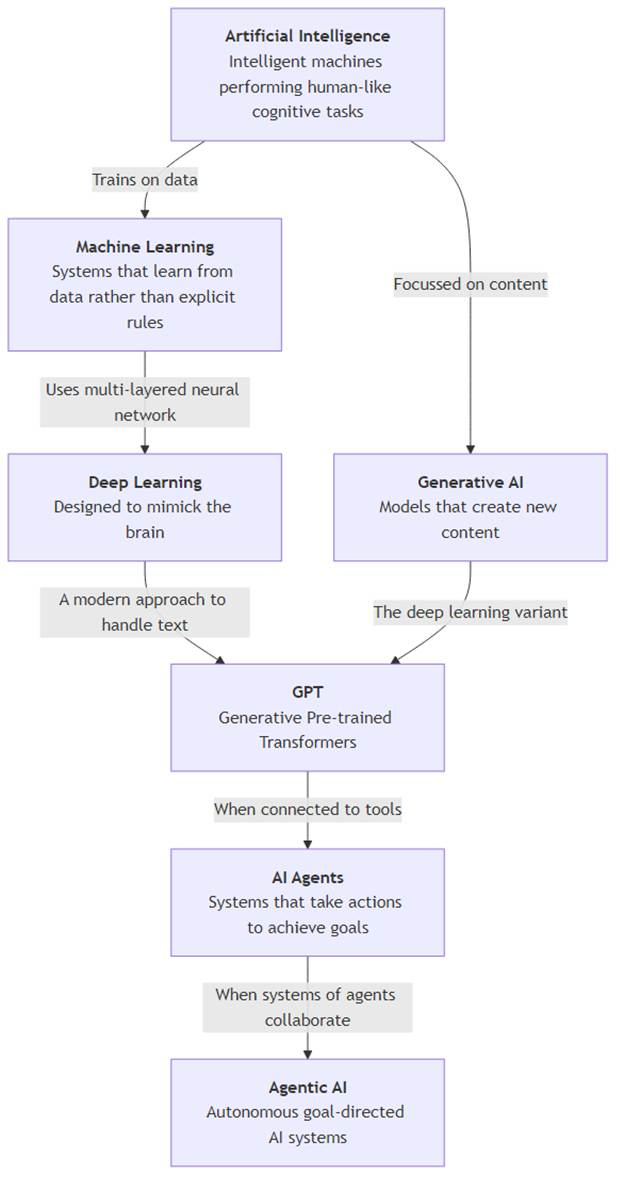 Artificial Intelligence
Intelligent machines
performing human-like
cognitive tasks
Trains on data
Machine Learning
Systems that learn from
data rather than explicit
rules
Focussed on content
Uses multi-layered neural
network
Deep Learning
Designed to mimick the
brain
Generative AI
Models that create new
content
A modern approach to
handle text
The deep learning variant
GPT
Generative Pre-trained
Transformers
When connected to tools
AI Agents
Systems that take actions
to achieve goals
When systems of agents
collaborate
Agentic AI
Autonomous goal-directed
AI systems